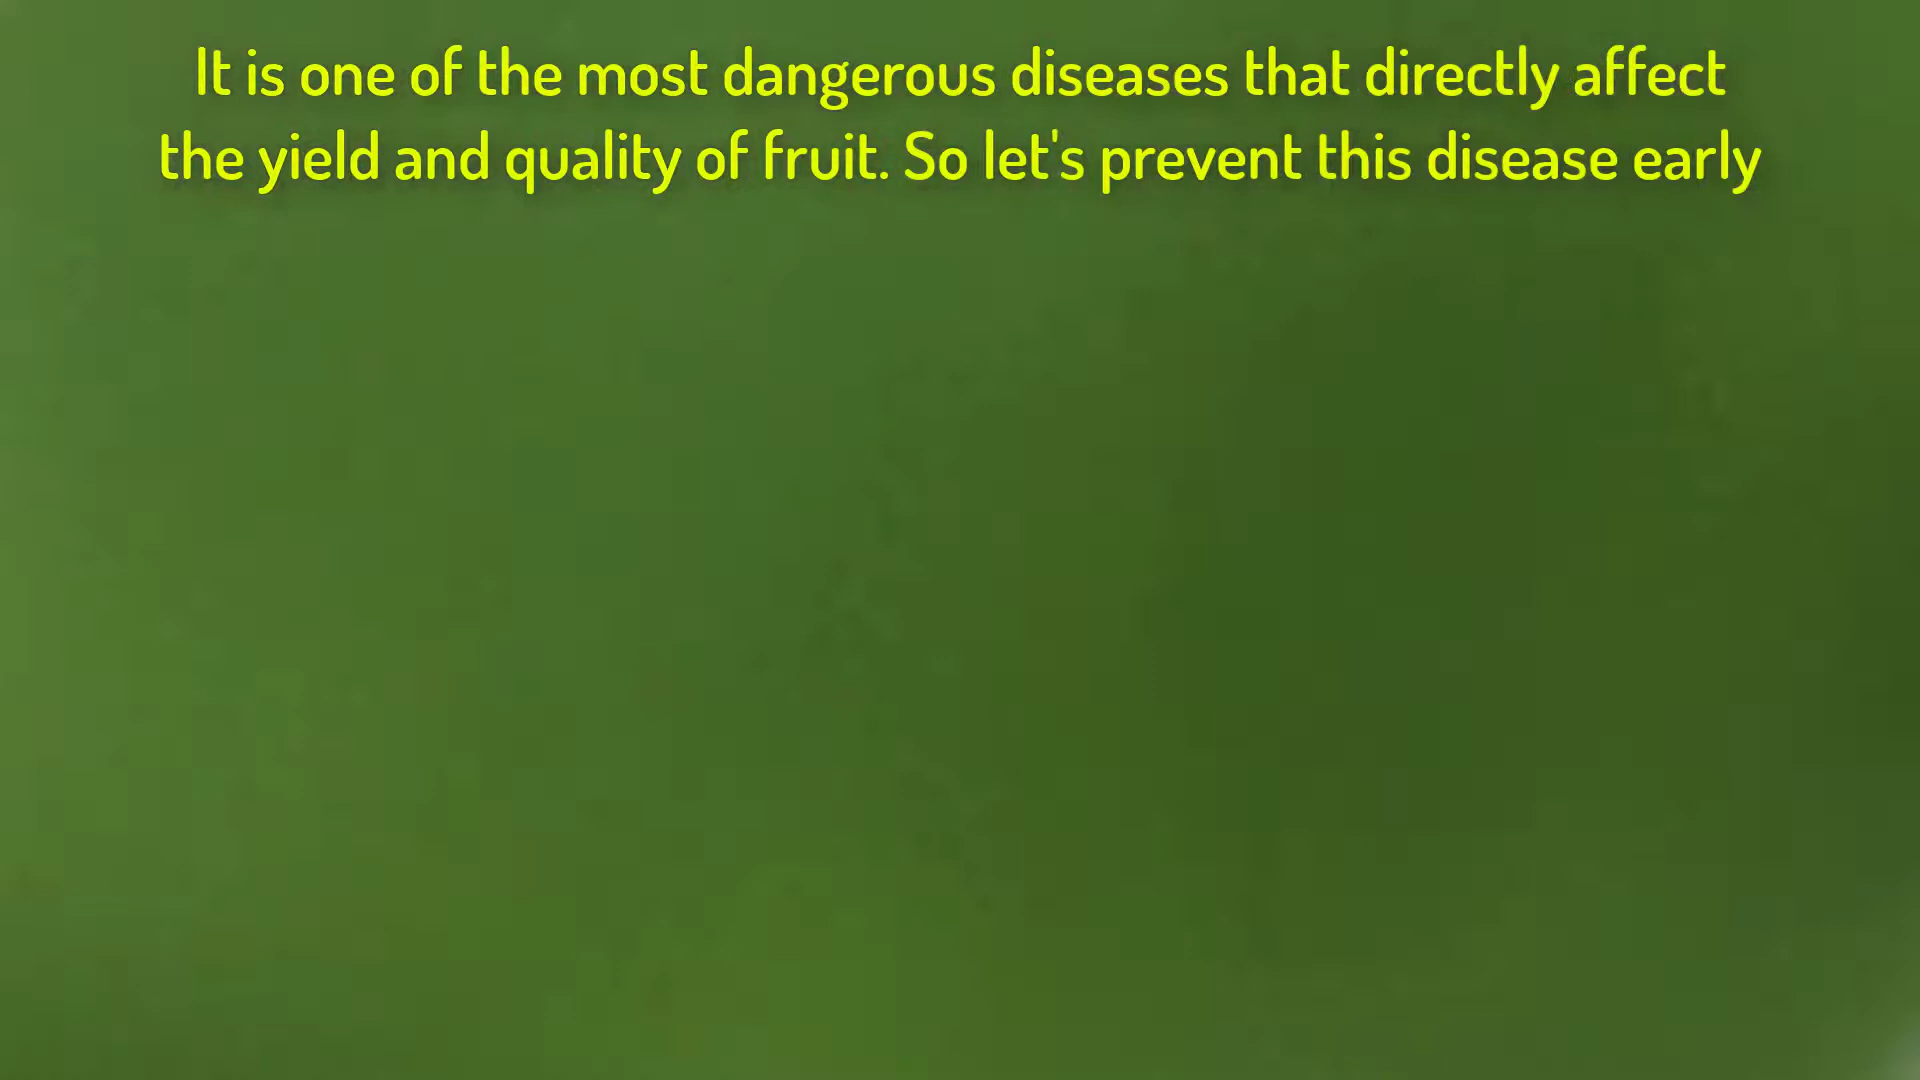 It is one of the most dangerous diseases that directly affect
the yield and quality of fruit. So let's prevent this disease early